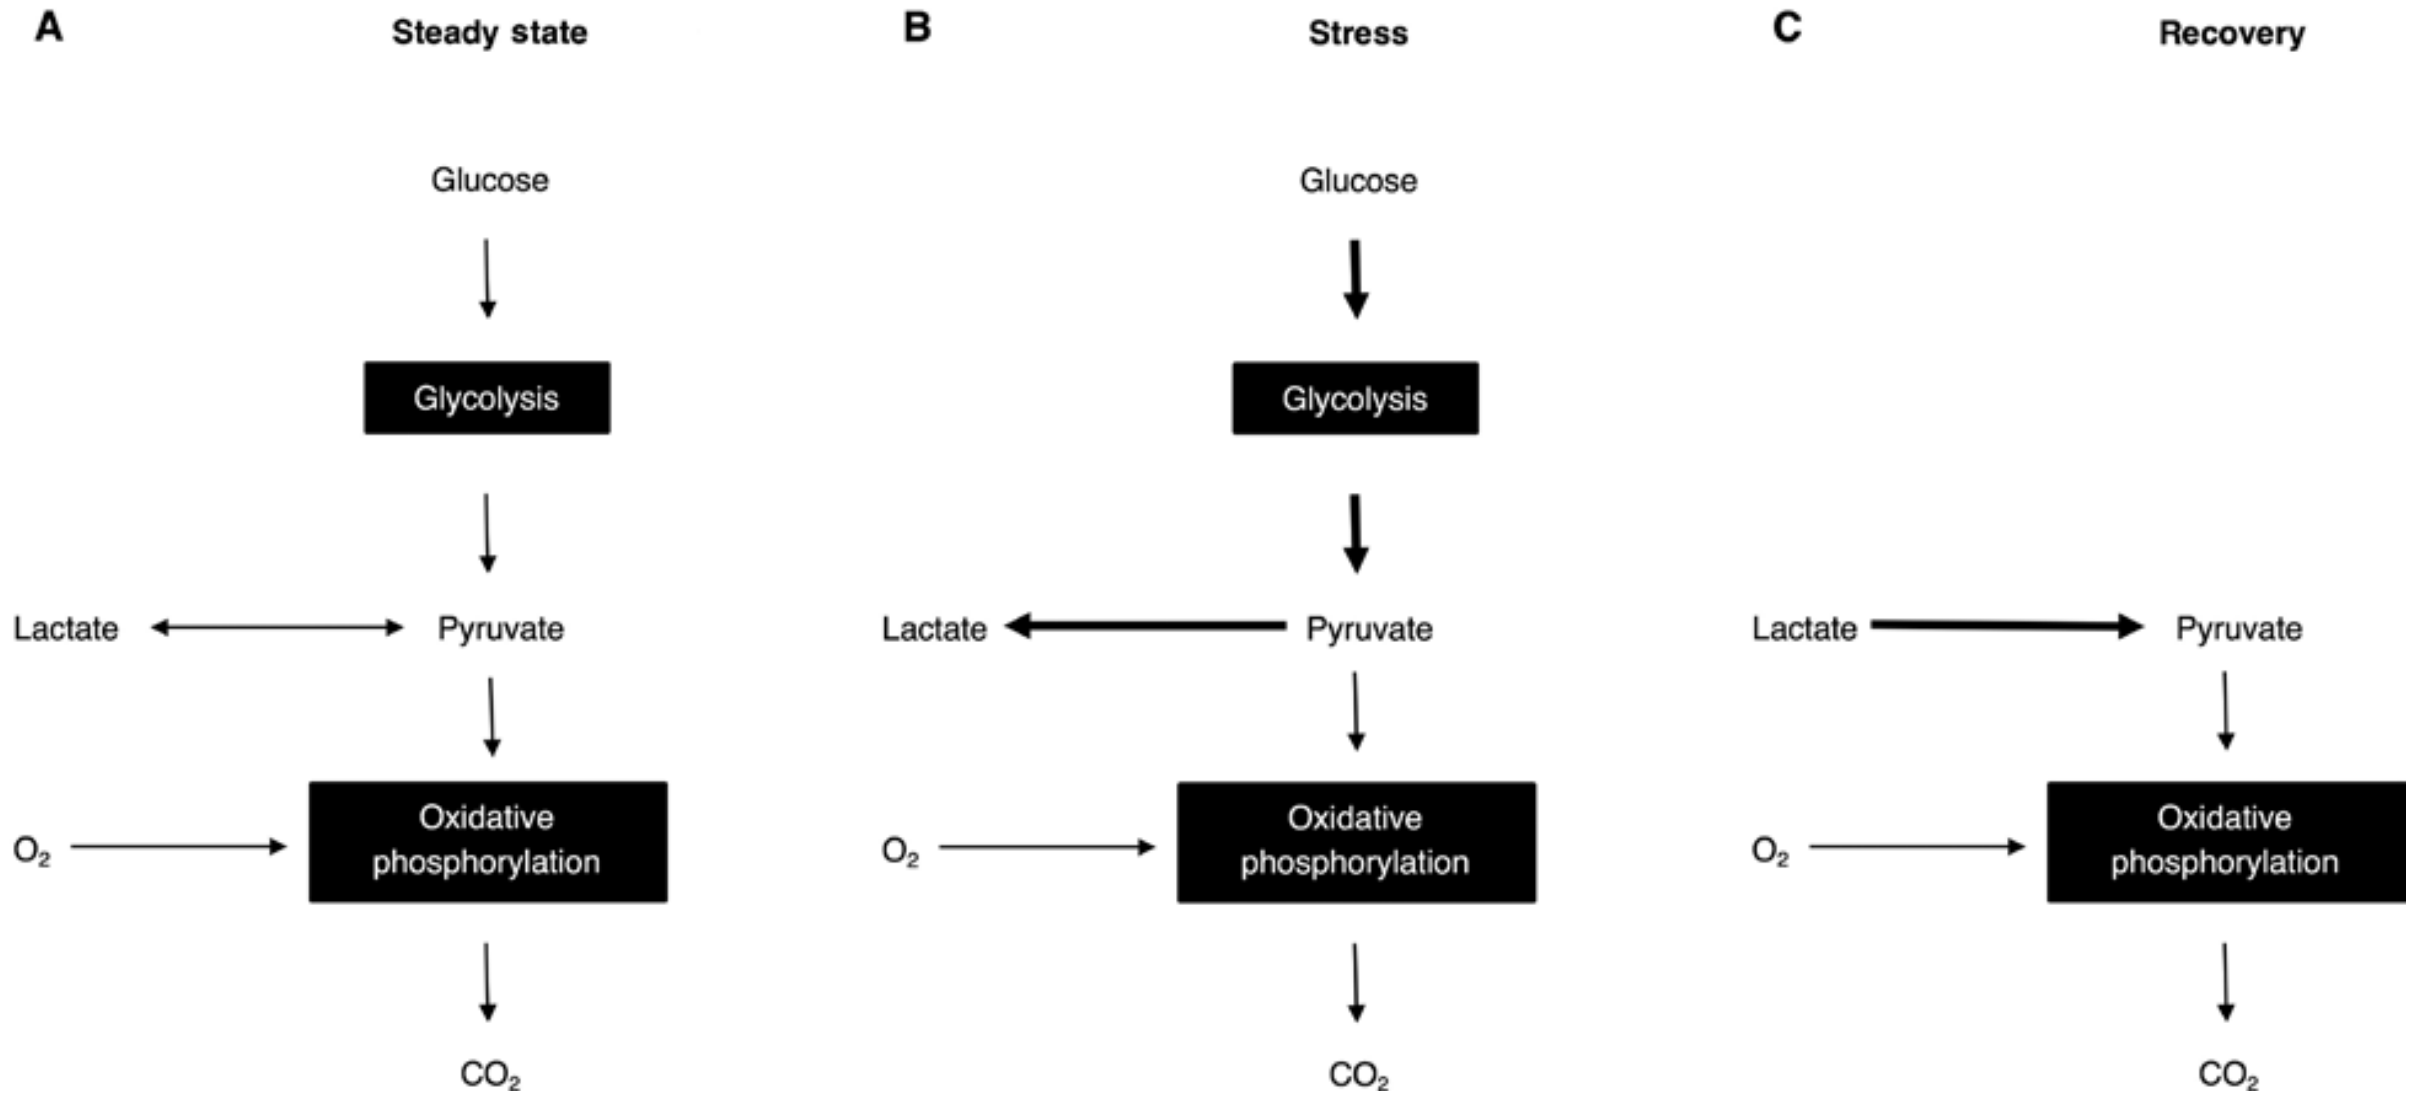 A
Steady state
Glucose
Glycolysis
Lactate
Pyruvate
O₂
Oxidative
phosphorylation
CO₂
B
Stress
Glucose
Glycolysis
Lactate
Pyruvate
O₂
Oxidative
phosphorylation
CO₂
C
Recovery
Lactate
Pyruvate
O₂
Oxidative
phosphorylation
CO₂